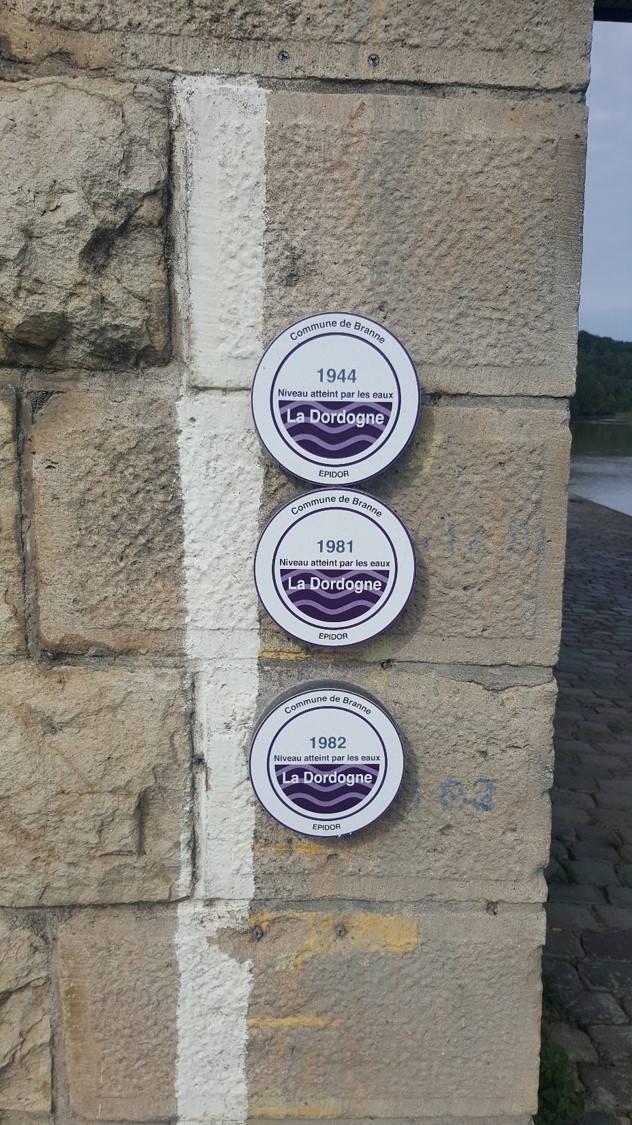 Commune de Branne
1944
Niveau atteint par les eaux
La Dordogne
EPIDOR
Commune de Branne
1981
Niveau atteint par les eaux
La Dordogne
EPIDOR
Commune de Branne
1982
Niveau atteint par les eaux
La Dordogne
EPIDOR